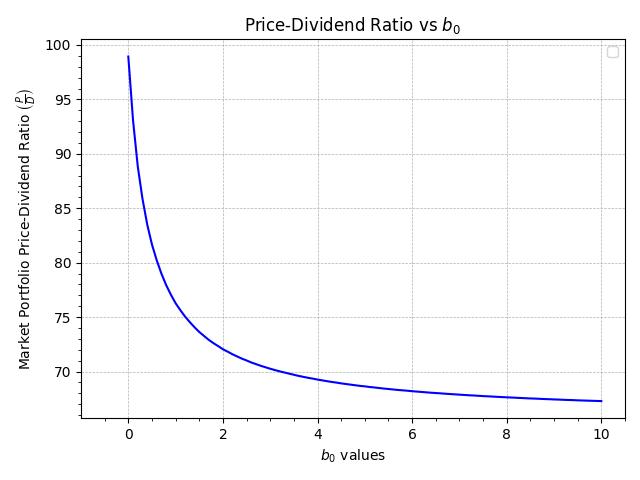 Price-Dividend Ratio vs b₀
Market Portfolio Price-Dividend Ratio (P/D)
100
95
90
85
80
75
70
0 2 4 6 8 10
b₀ values